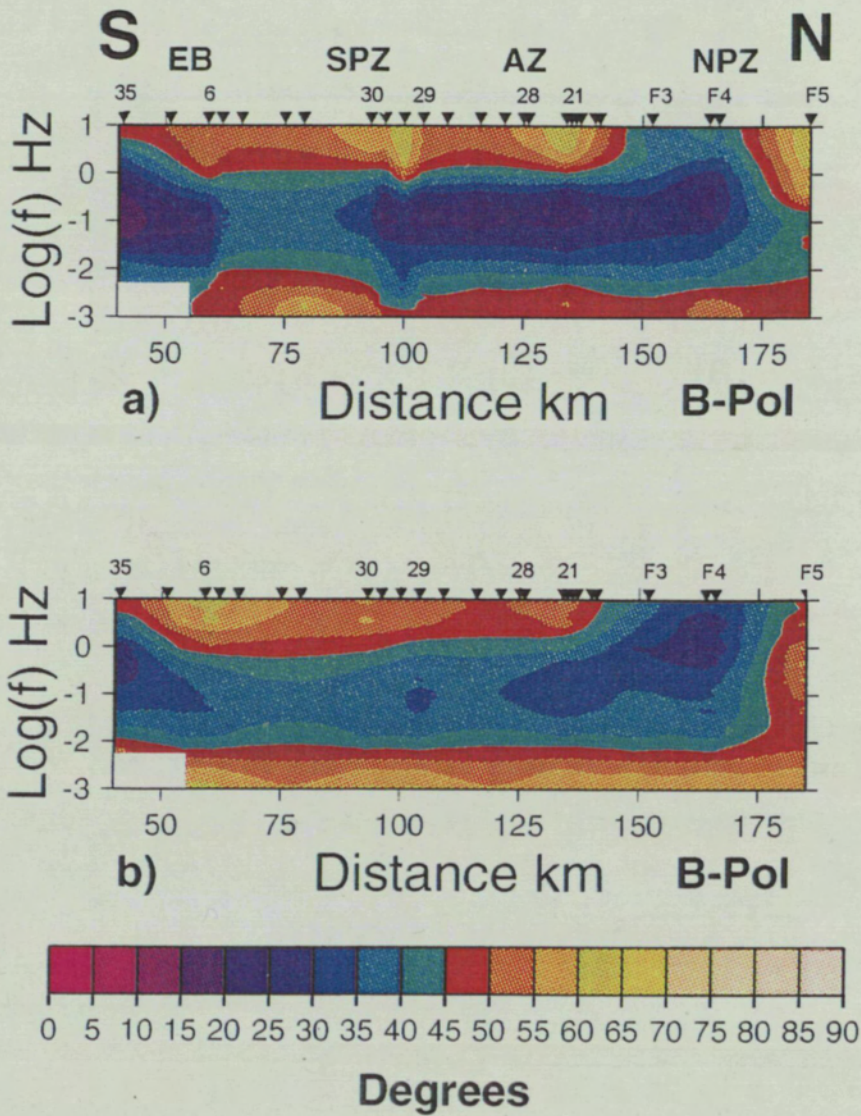 S N
EB SPZ AZ NPZ
35 6 30 29 28 21 F3 F4 F5
1
0
-1
-2
-3
Log(f) Hz
50 75 100 125 150 175
a) Distance km B-Pol
35 6 30 29 28 21 F3 F4 F5
1
0
-1
-2
-3
Log(f) Hz
50 75 100 125 150 175
b) Distance km B-Pol
0 5 10 15 20 25 30 35 40 45 50 55 60 65 70 75 80 85 90
Degrees